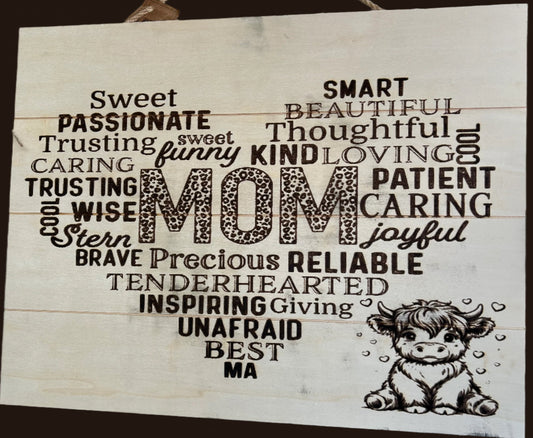 Sweet SMART
PASSIONATE BEAUTIFUL
Trusting sweet Thoughtful
CARING funny KIND LOVING COOL
TRUSTING MOM PATIENT
COOL WISE CARING
Stern joyful
BRAVE Precious RELIABLE
TENDERHEARTED
INSPIRING Giving
UNAFRAID
BEST
MA